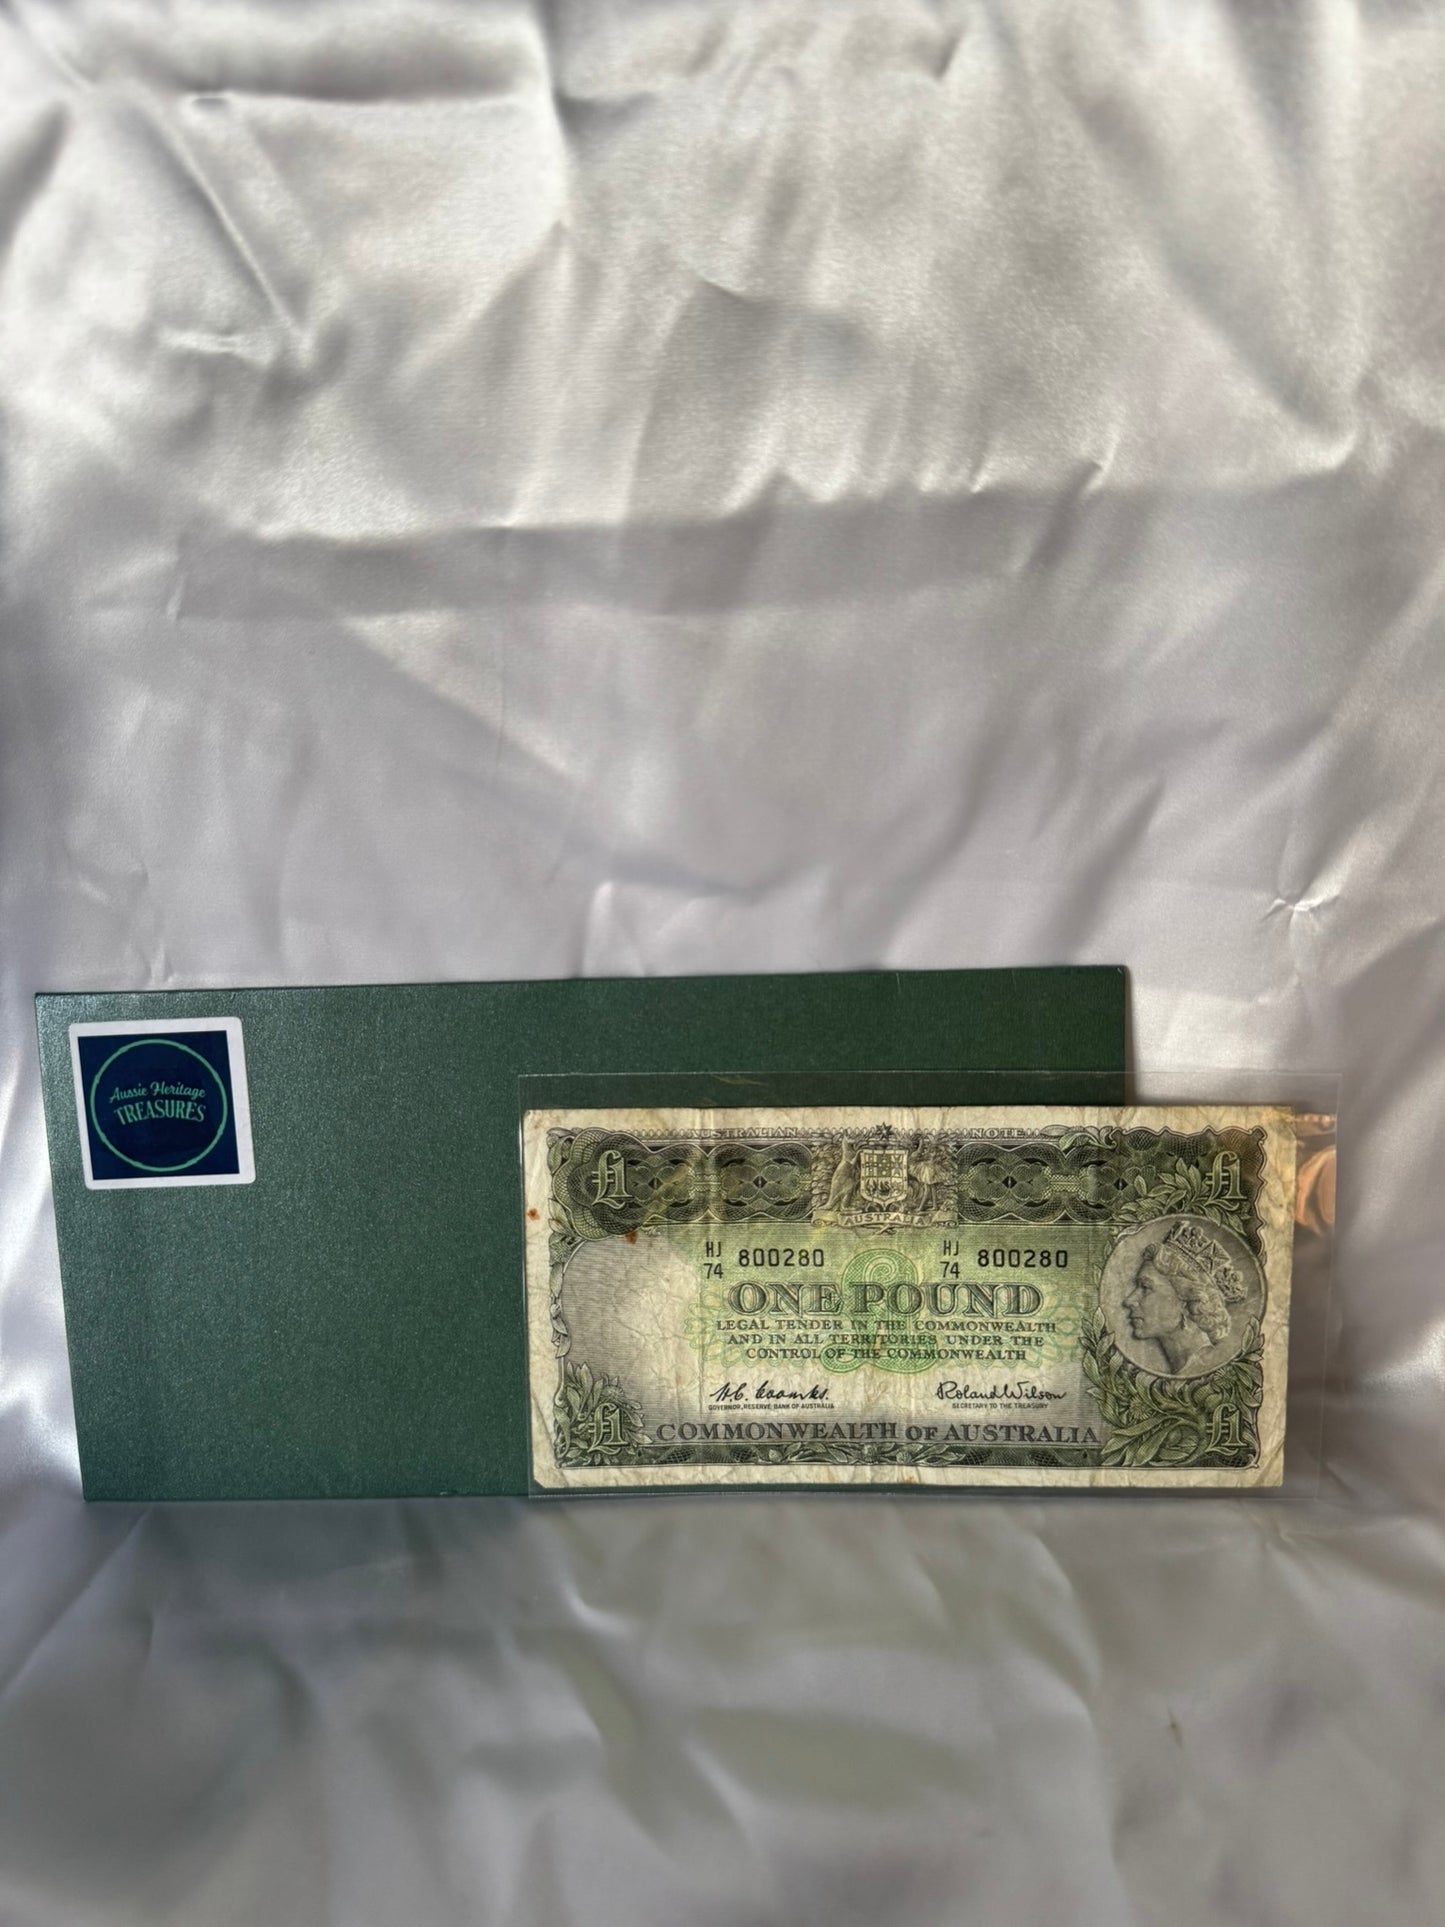 Aussie Heritage
TREASURES
AUSTRALIAN NOTE
£1
£1
AUSTRALIA
HJ
74 800280
HJ
74 800280
ONE POUND
LEGAL TENDER IN THE COMMONWEALTH
AND IN ALL TERRITORIES UNDER THE
CONTROL OF THE COMMONWEALTH
H.C. Coombs.
GOVERNOR, RESERVE BANK OF AUSTRALIA
Roland Wilson
SECRETARY TO THE TREASURY
£1
COMMONWEALTH OF AUSTRALIA
£1